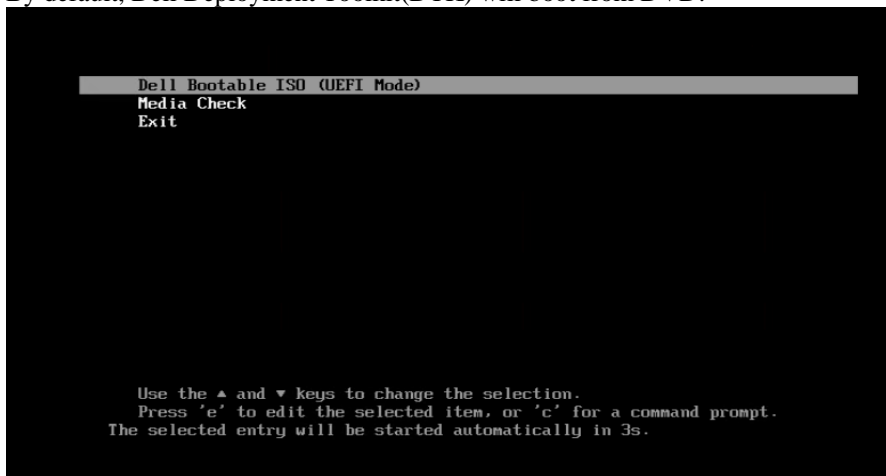 By default, Dell Deployment Toolkit(DTK) will boot from DVD.
Dell Bootable ISO (UEFI Mode)
Media Check
Exit
Use the ▲ and ▼ keys to change the selection.
Press 'e' to edit the selected item, or 'c' for a command prompt.
The selected entry will be started automatically in 3s.